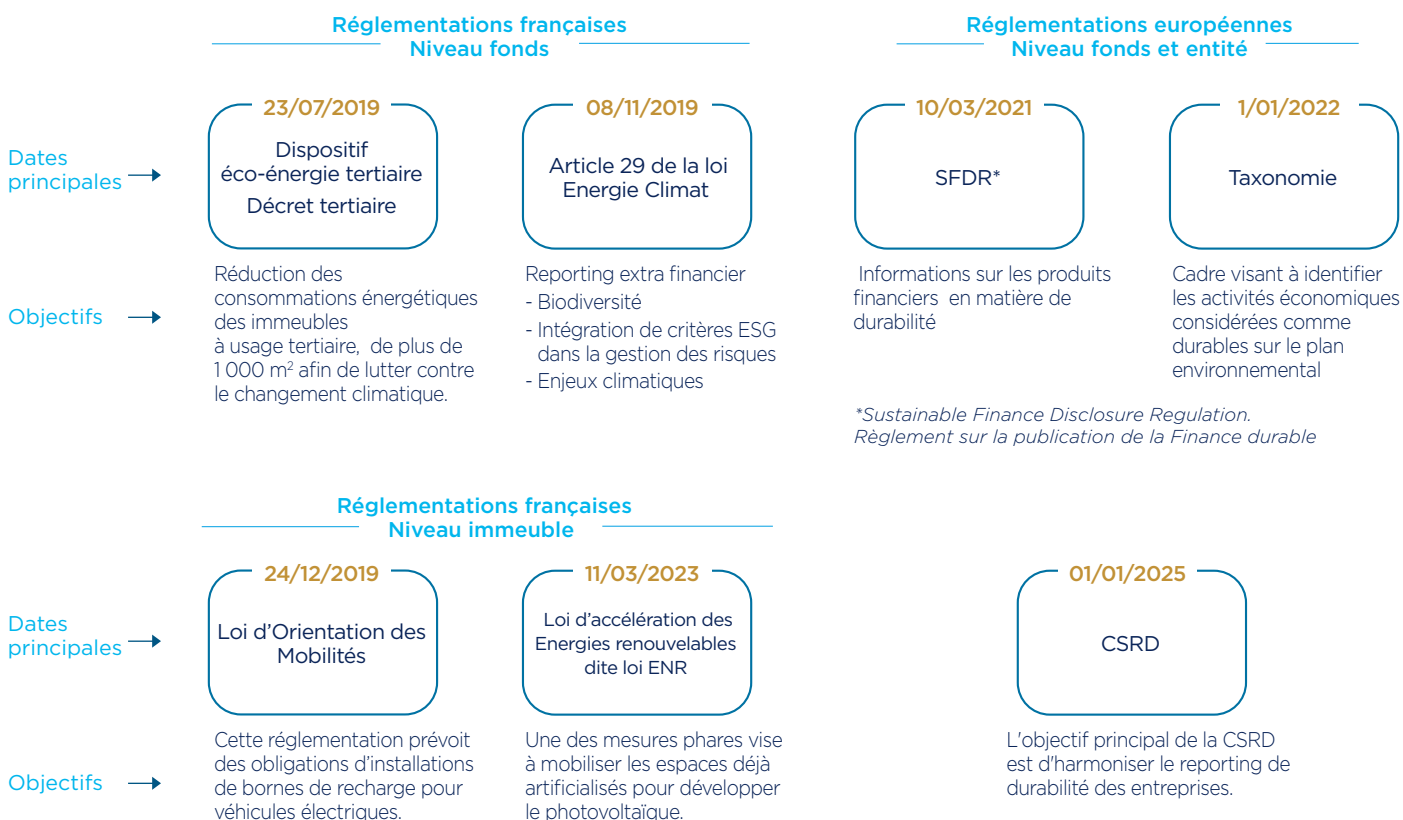 Réglementations françaises
Niveau fonds
Réglementations européennes
Niveau fonds et entité
Dates
principales
23/07/2019
Dispositif
éco-énergie tertiaire
Décret tertiaire
08/11/2019
Article 29 de la loi
Energie Climat
10/03/2021
SFDR*
1/01/2022
Taxonomie
Objectifs
Réduction des
consommations énergétiques
des immeubles
à usage tertiaire, de plus de
1 000 m² afin de lutter contre
le changement climatique.
Reporting extra financier
- Biodiversité
- Intégration de critères ESG
dans la gestion des risques
- Enjeux climatiques
Informations sur les produits
financiers en matière de
durabilité
Cadre visant à identifier
les activités économiques
considérées comme
durables sur le plan
environnemental
*Sustainable Finance Disclosure Regulation.
Règlement sur la publication de la Finance durable
Réglementations françaises
Niveau immeuble
Dates
principales
24/12/2019
Loi d'Orientation des
Mobilités
11/03/2023
Loi d'accélération des
Energies renouvelables
dite loi ENR
01/01/2025
CSRD
Objectifs
Cette réglementation prévoit
des obligations d'installations
de bornes de recharge pour
véhicules électriques.
Une des mesures phares vise
à mobiliser les espaces déjà
artificialisés pour développer
le photovoltaïque.
L'objectif principal de la CSRD
est d'harmoniser le reporting de
durabilité des entreprises.